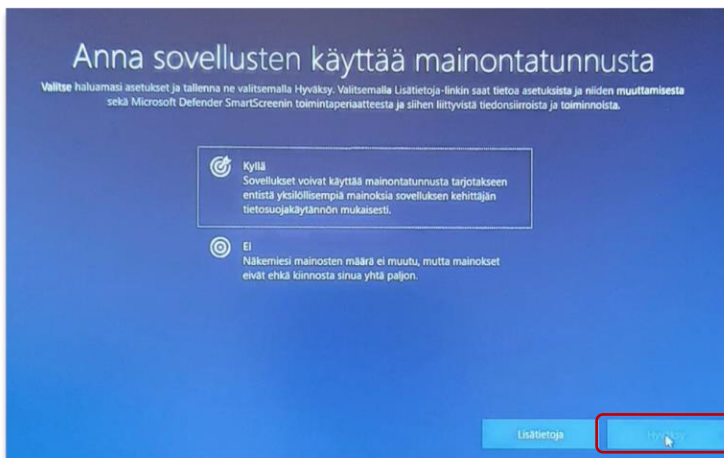 Anna sovellusten käyttää mainontatunnusta
Valitse haluamasi asetukset ja tallenna ne valitsemalla Hyväksy. Valitsemalla Lisätietoja-linkin saat tietoa asetuksista ja niiden muuttamisesta
sekä Microsoft Defender SmartScreenin toimintaperiaatteesta ja siihen liittyvistä tiedonsiirroista ja toiminnoista.
Kyllä
Sovellukset voivat käyttää mainontatunnusta tarjotakseen
entistä yksilöllisempiä mainoksia sovelluksen kehittäjän
tietosuojakäytännön mukaisesti.
Ei
Näkemiesi mainosten määrä ei muutu, mutta mainokset
eivät ehkä kiinnosta sinua yhtä paljon.
Lisätietoja
Hyväksy